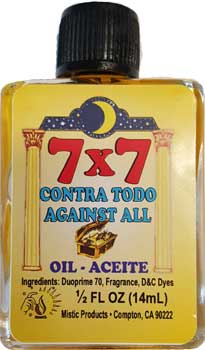 7x7
CONTRA TODO
AGAINST ALL
OIL - ACEITE
Ingredients: Duoprime 70, Fragrance, D&C Dyes
½ FL OZ (14mL)
Mistic Products • Compton, CA 90222